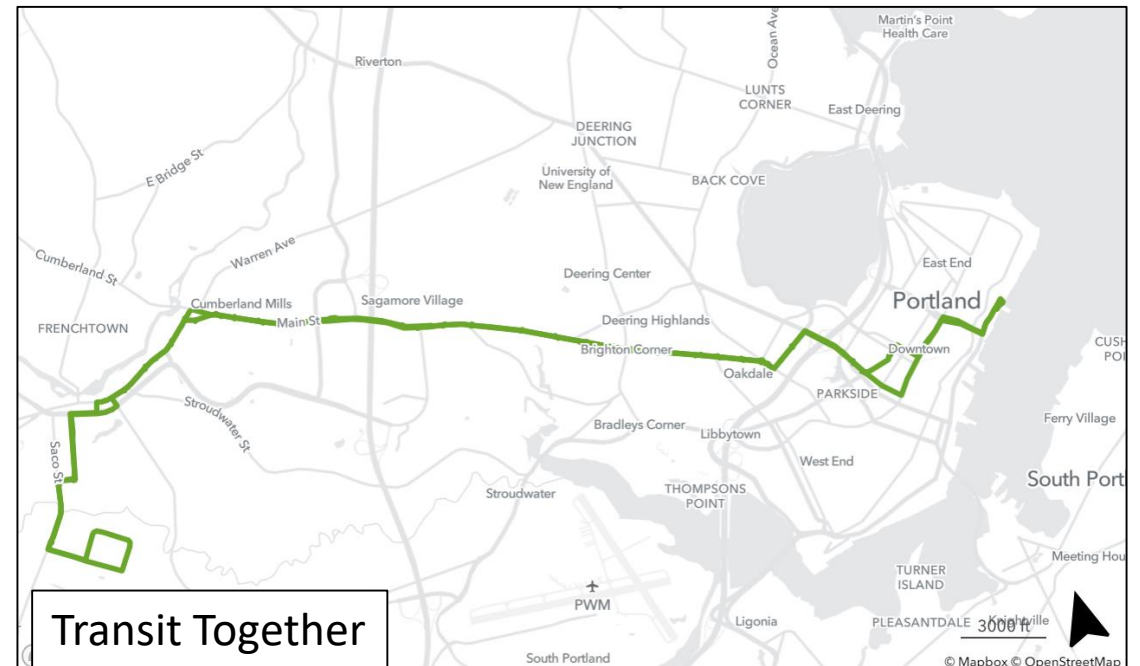 Martin's Point
Health Care
Ocean Ave
Riverton
LUNTS
CORNER
East Deering
DEERING
JUNCTION
E Bridge St
University of
New England
BACK COVE
Warren Ave
Cumberland St
East End
Deering Center
Cumberland Mills
Sagamore Village
Portland
FRENCHTOWN
Main St
Deering Highlands
Brighton Corner
Downtown
CUSH
POI
Oakdale
PARKSIDE
Stroudwater St
Bradleys Corner
Libbytown
Ferry Village
Saco St
West End
South Port
Stroudwater
THOMPSONS
POINT
Meeting Hou
TURNER
ISLAND
PWM
Ligonia
PLEASANTDALE
Knightville
3000 ft
Transit Together
South Portland
© Mapbox © OpenStreetMap